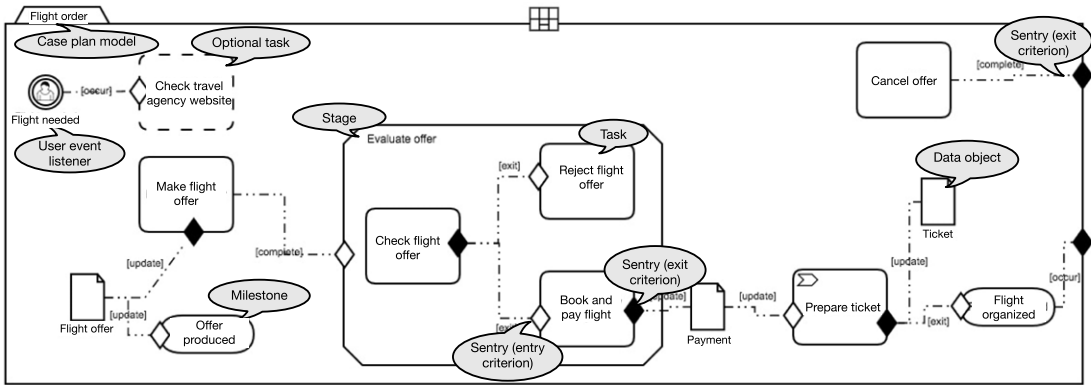 Flight order
Case plan model
Optional task
Sentry (exit
criterion)
[complete]
Cancel offer
[occur]
Check travel
agency website
Flight needed
User event
listener
Stage
Evaluate offer
Task
Data object
Make flight
offer
[exit]
Reject flight
offer
Ticket
[complete]
Check flight
offer
[update]
[update]
[occur]
Sentry (exit
criterion)
Milestone
Book and
pay flight
[update]
[update]
Prepare ticket
Flight
organized
[exit]
Flight offer
[update]
Offer
produced
Payment
Sentry (entry
criterion)